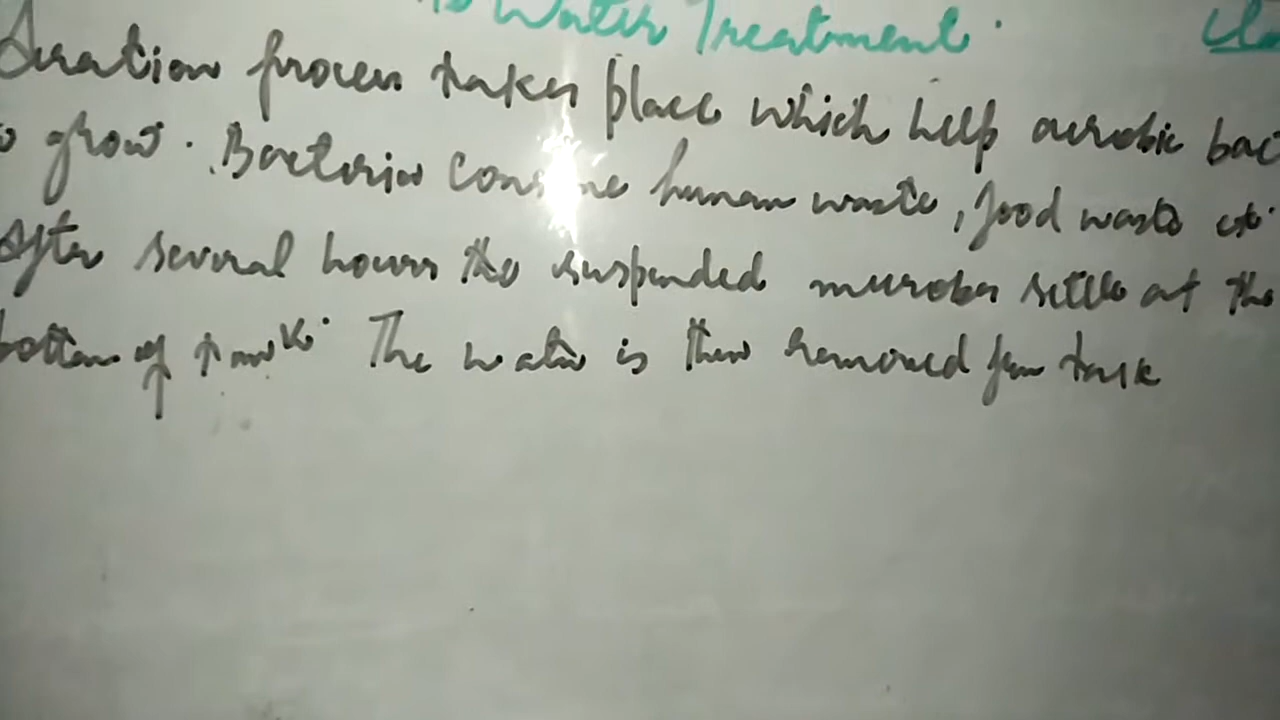 Water Treatment.
Aeration process takes place which help aerobic bac
o grow. Bacteria consume human waste, food waste etc.
After several hours the suspended microbes settle at the
bottom of tank. The water is then removed from tank